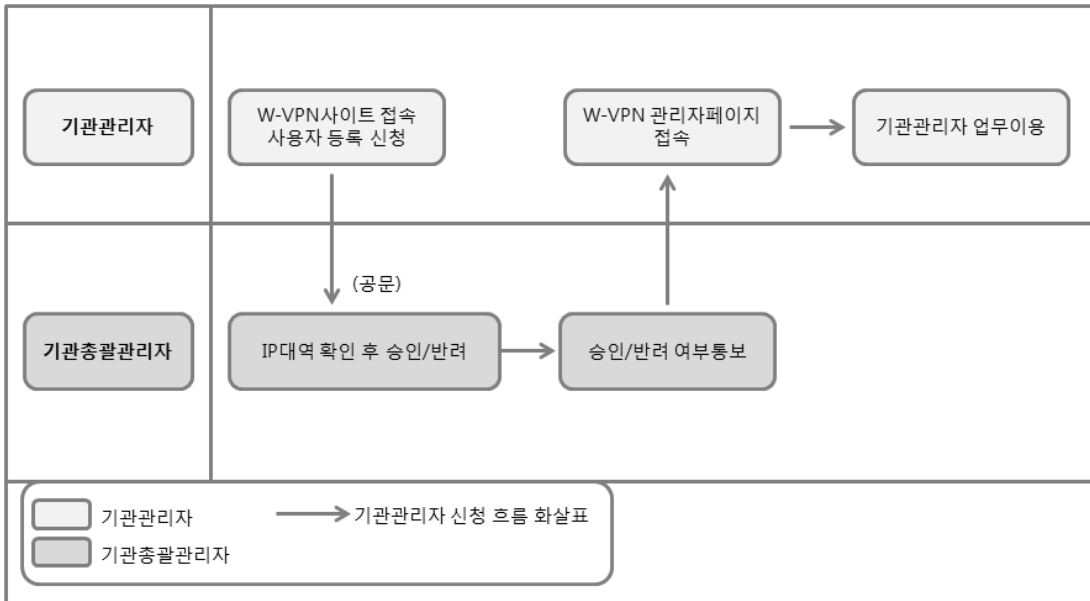 기관관리자
W-VPN사이트 접속
사용자 등록 신청
W-VPN 관리자페이지
접속
기관관리자 업무이용
(공문)
기관총괄관리자
IP대역 확인 후 승인/반려
승인/반려 여부통보
기관관리자
기관관리자 신청 흐름 화살표
기관총괄관리자